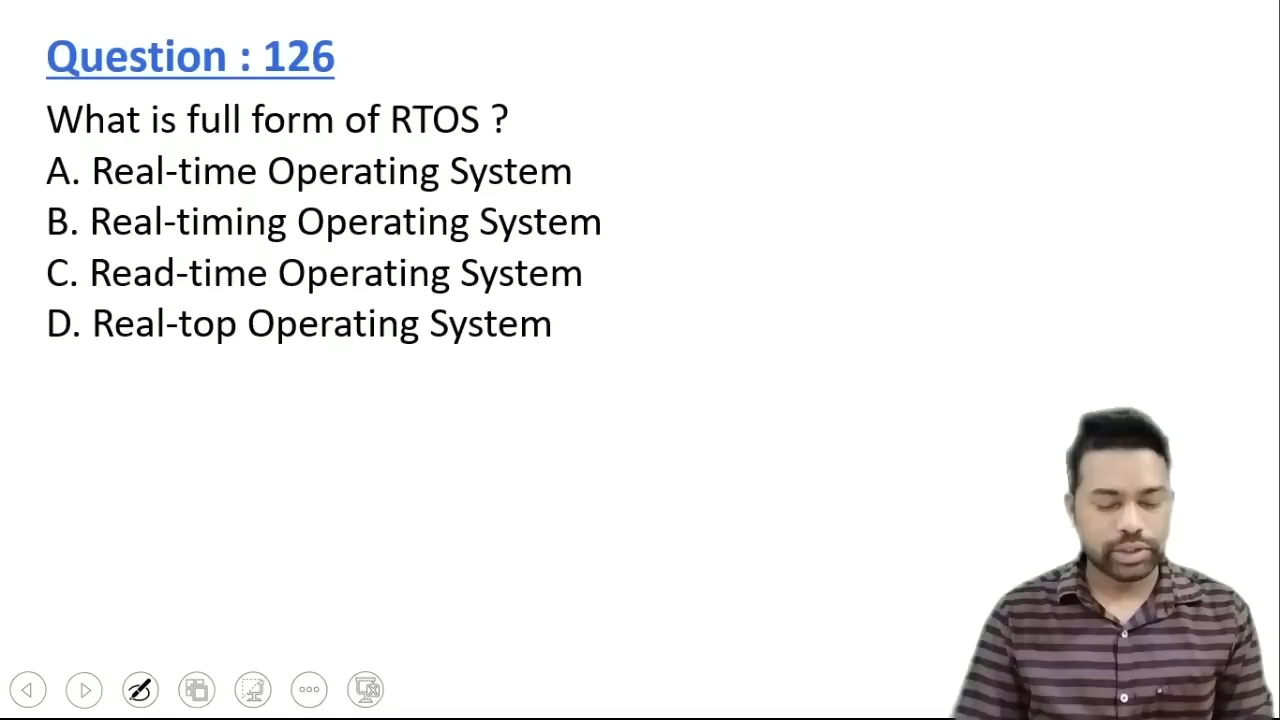 Question : 126
What is full form of RTOS ?
A. Real-time Operating System
B. Real-timing Operating System
C. Read-time Operating System
D. Real-top Operating System